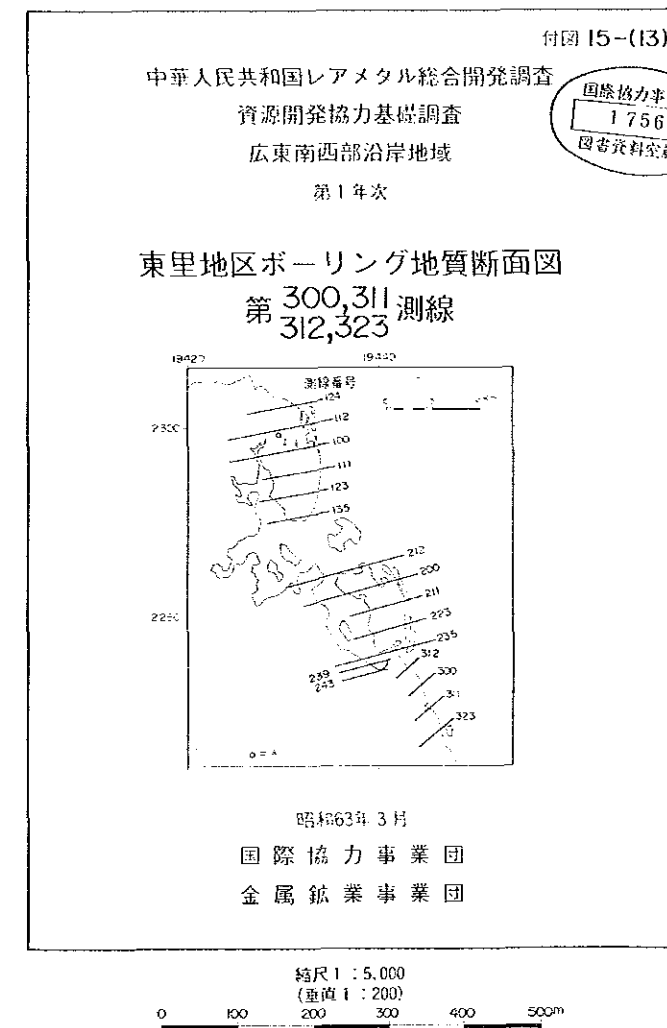 付図 15-(13)
中華人民共和国レアメタル総合開発調査
資源開発協力基礎調査
広東南西部沿岸地域
第1年次
国際協力事
1756
図書資料室
東里地区ボーリング地質断面図
第 300,311 測線
312,323
19420
19440
測線番号
124
2300
112
100
111
123
135
212
200
2280
211
223
235
312
239
243
300
311
323
昭和63年3月
国際協力事業団
金属鉱業事業団
縮尺1:5,000
(垂直1:200)
0 100 200 300 400 500m